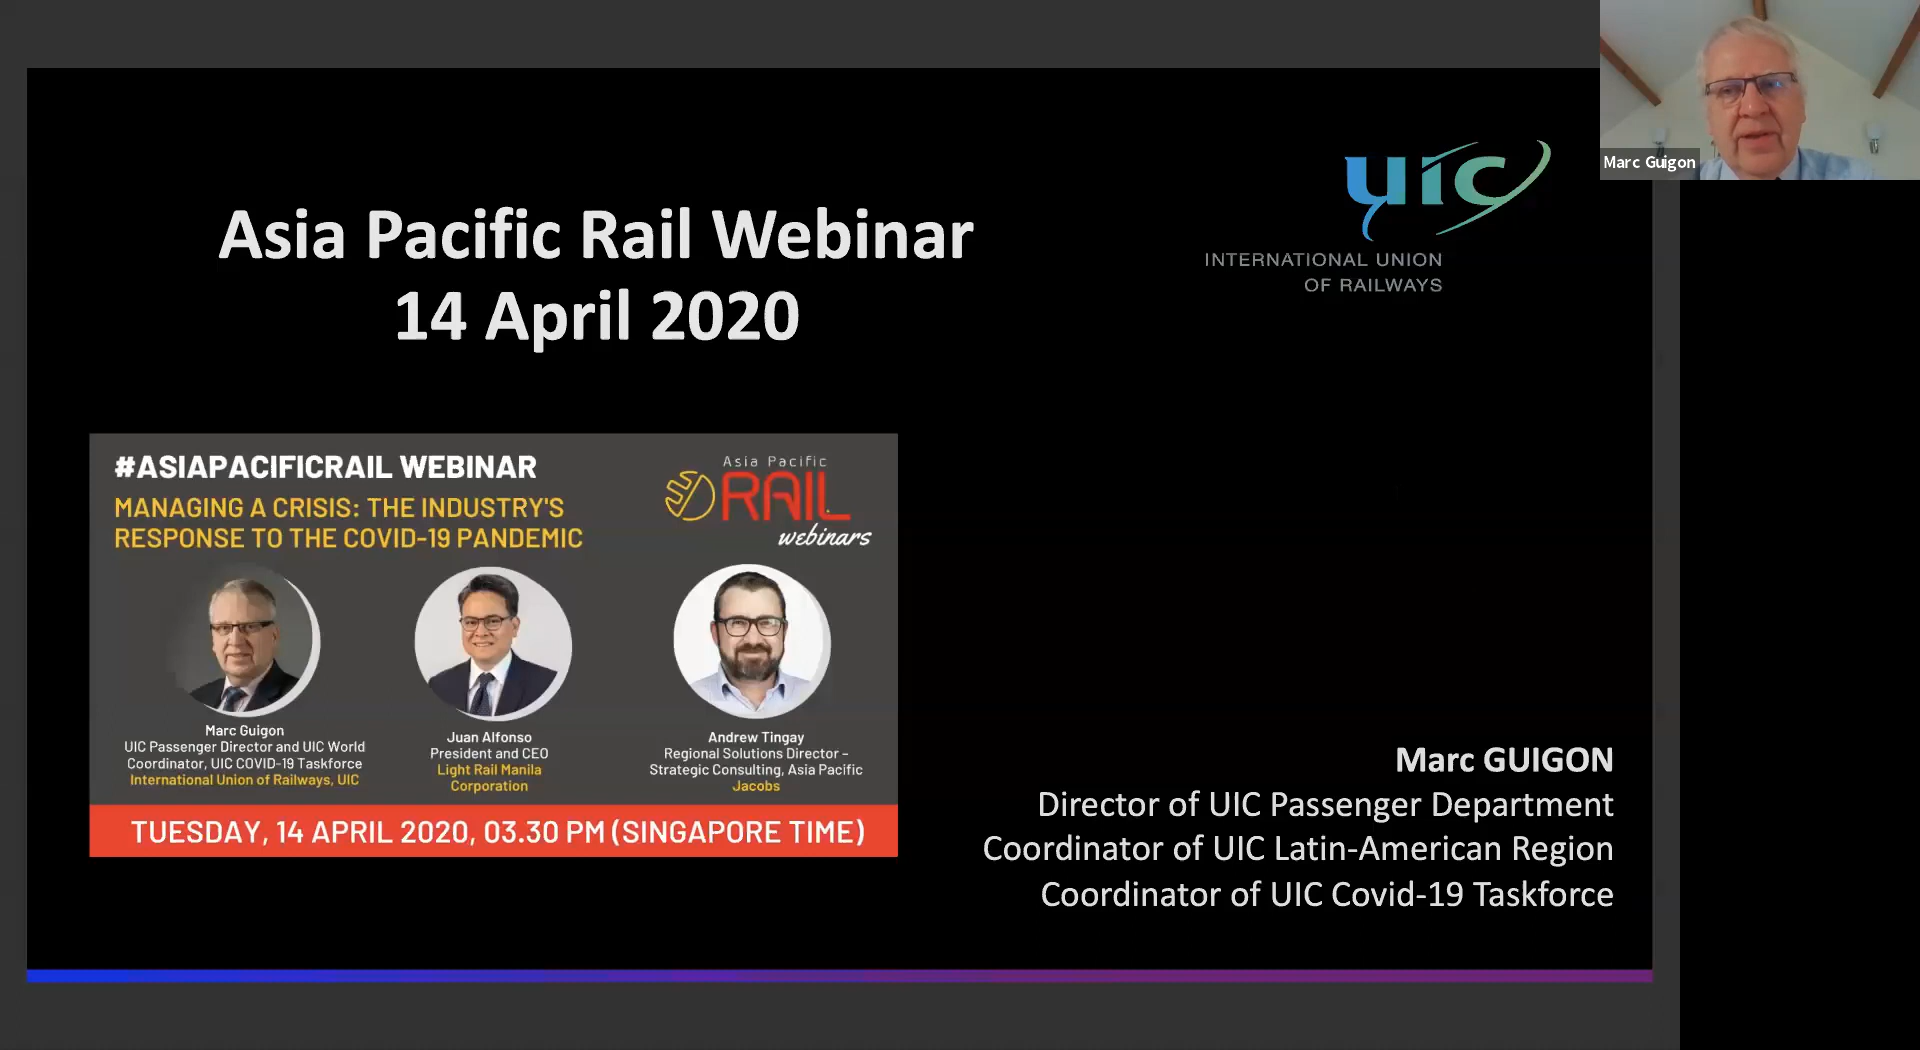 Marc Guigon
uic
INTERNATIONAL UNION
OF RAILWAYS
Asia Pacific Rail Webinar
14 April 2020
#ASIAPACIFICRAIL WEBINAR
MANAGING A CRISIS: THE INDUSTRY'S
RESPONSE TO THE COVID-19 PANDEMIC
Asia Pacific
RAIL
webinars
Marc Guigon
UIC Passenger Director and UIC World
Coordinator, UIC COVID-19 Taskforce
International Union of Railways, UIC
Juan Alfonso
President and CEO
Light Rail Manila
Corporation
Andrew Tingay
Regional Solutions Director –
Strategic Consulting, Asia Pacific
Jacobs
TUESDAY, 14 APRIL 2020, 03.30 PM (SINGAPORE TIME)
Marc GUIGON
Director of UIC Passenger Department
Coordinator of UIC Latin-American Region
Coordinator of UIC Covid-19 Taskforce